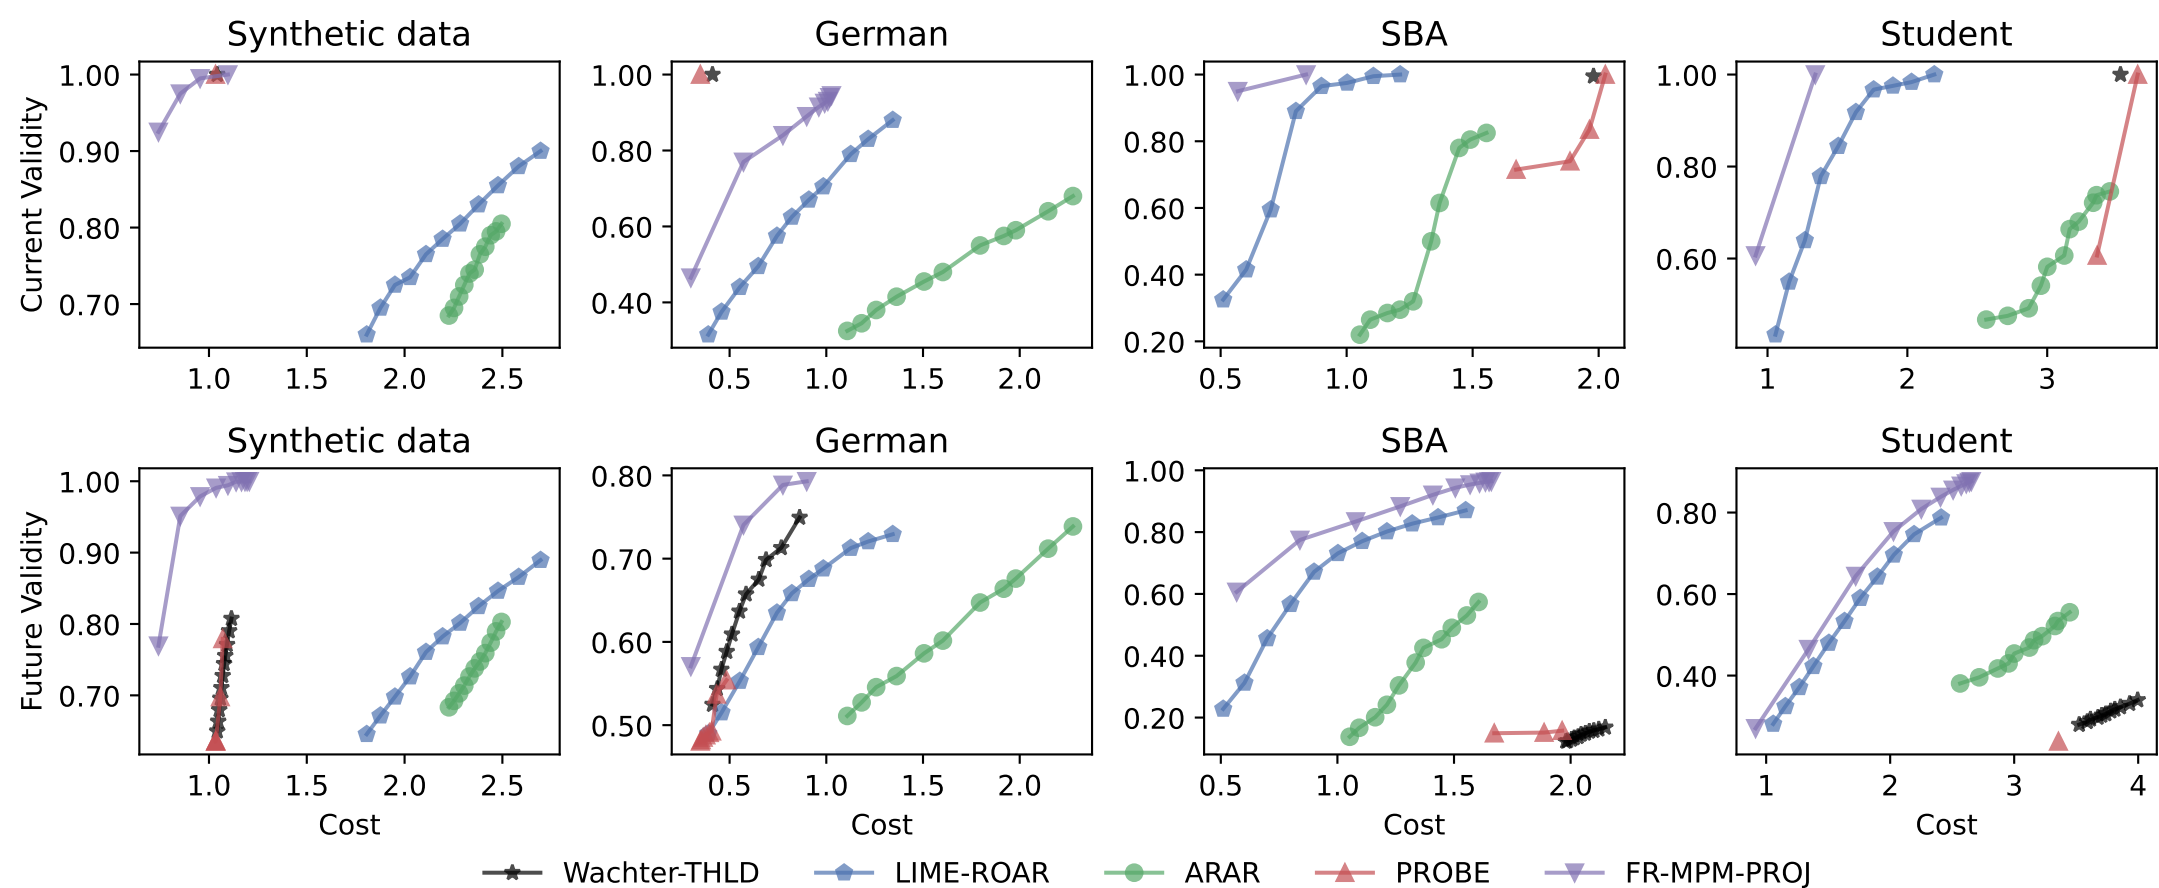 Synthetic data
German
SBA
Student
Current Validity
1.00
0.90
0.80
0.70
1.0 1.5 2.0 2.5
1.00
0.80
0.60
0.40
0.5 1.0 1.5 2.0
1.00
0.80
0.60
0.40
0.20
0.5 1.0 1.5 2.0
1.00
0.80
0.60
1 2 3
Synthetic data
German
SBA
Student
Future Validity
1.00
0.90
0.80
0.70
1.0 1.5 2.0 2.5
Cost
0.80
0.70
0.60
0.50
0.5 1.0 1.5 2.0
Cost
1.00
0.80
0.60
0.40
0.20
0.5 1.0 1.5 2.0
Cost
0.80
0.60
0.40
1 2 3 4
Cost
Wachter-THLD LIME-ROAR ARAR PROBE FR-MPM-PROJ